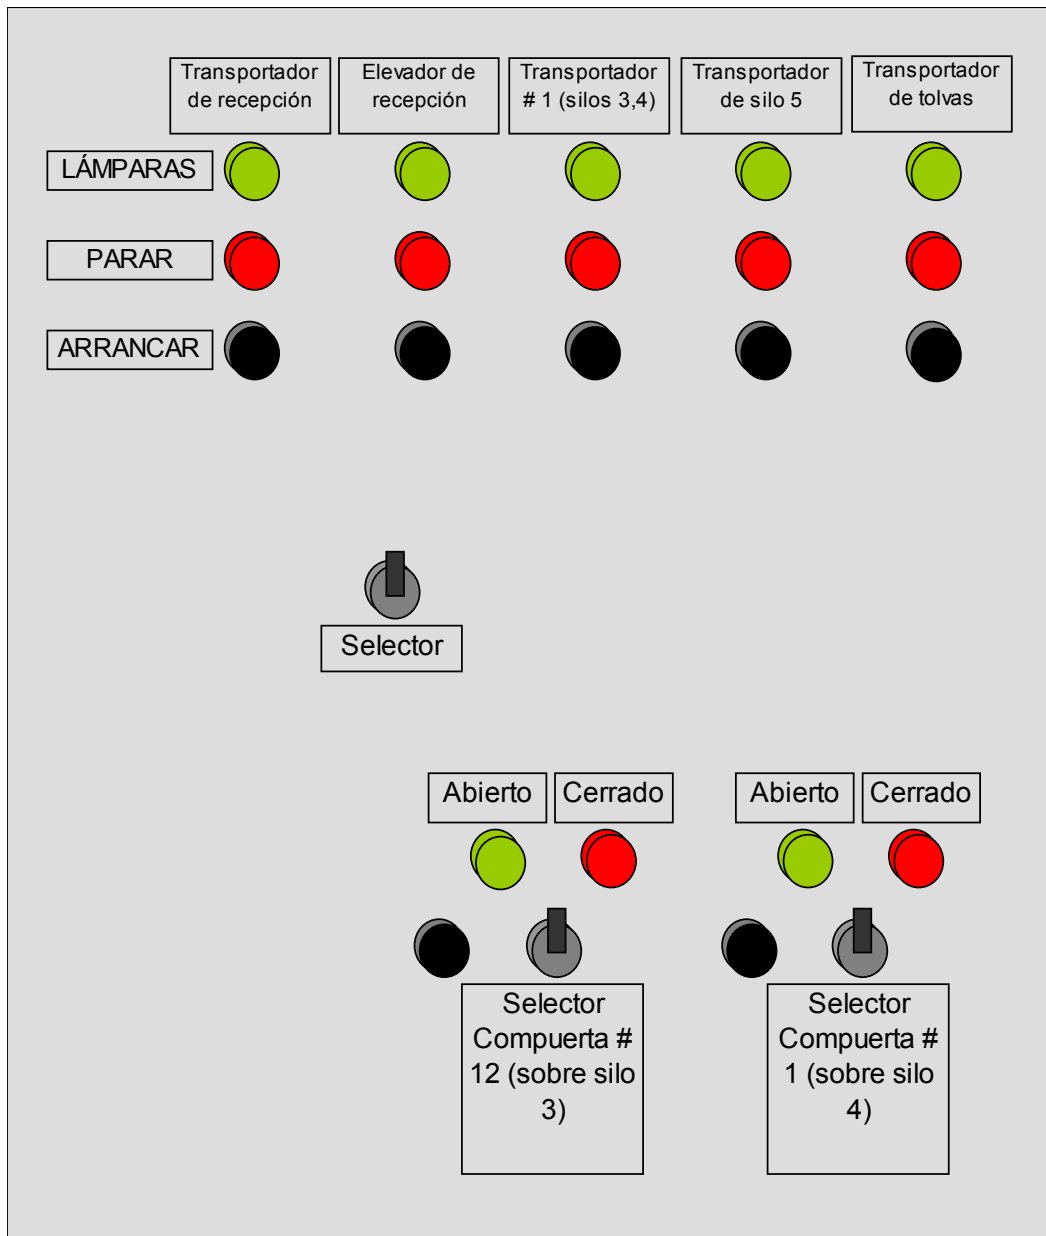 Transportador
de recepción
Elevador de
recepción
Transportador
# 1 (silos 3,4)
Transportador
de silo 5
Transportador
de tolvas
LÁMPARAS
PARAR
ARRANCAR
Selector
Abierto
Cerrado
Abierto
Cerrado
Selector
Compuerta #
12 (sobre silo
3)
Selector
Compuerta #
1 (sobre silo
4)